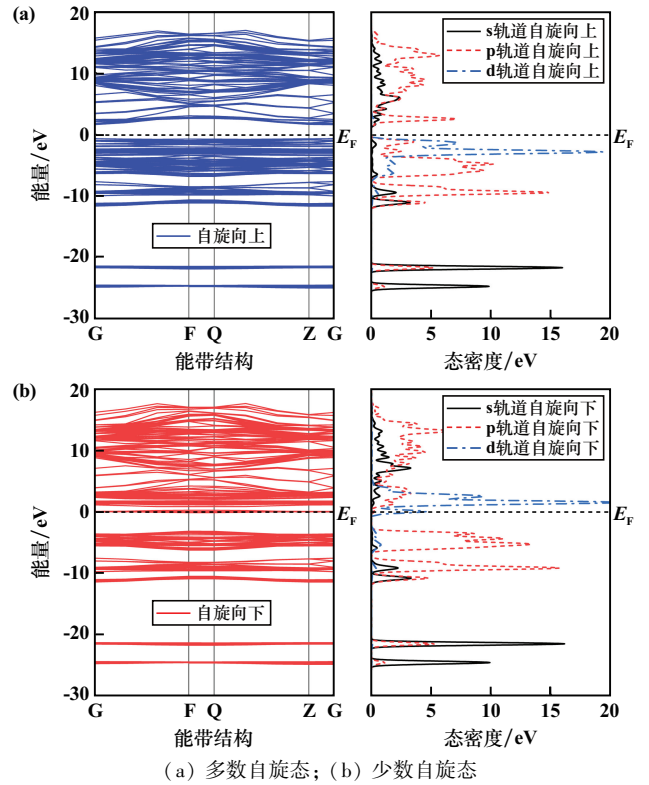 (a)
20
10
0
-10
-20
-30
能量/eV
自旋向上
E_F
G F Q Z G
能带结构
s轨道自旋向上
p轨道自旋向上
d轨道自旋向上
E_F
0 5 10 15 20
态密度/eV
(b)
20
10
0
-10
-20
-30
能量/eV
自旋向下
E_F
G F Q Z G
能带结构
s轨道自旋向下
p轨道自旋向下
d轨道自旋向下
E_F
0 5 10 15 20
态密度/eV
(a) 多数自旋态; (b) 少数自旋态